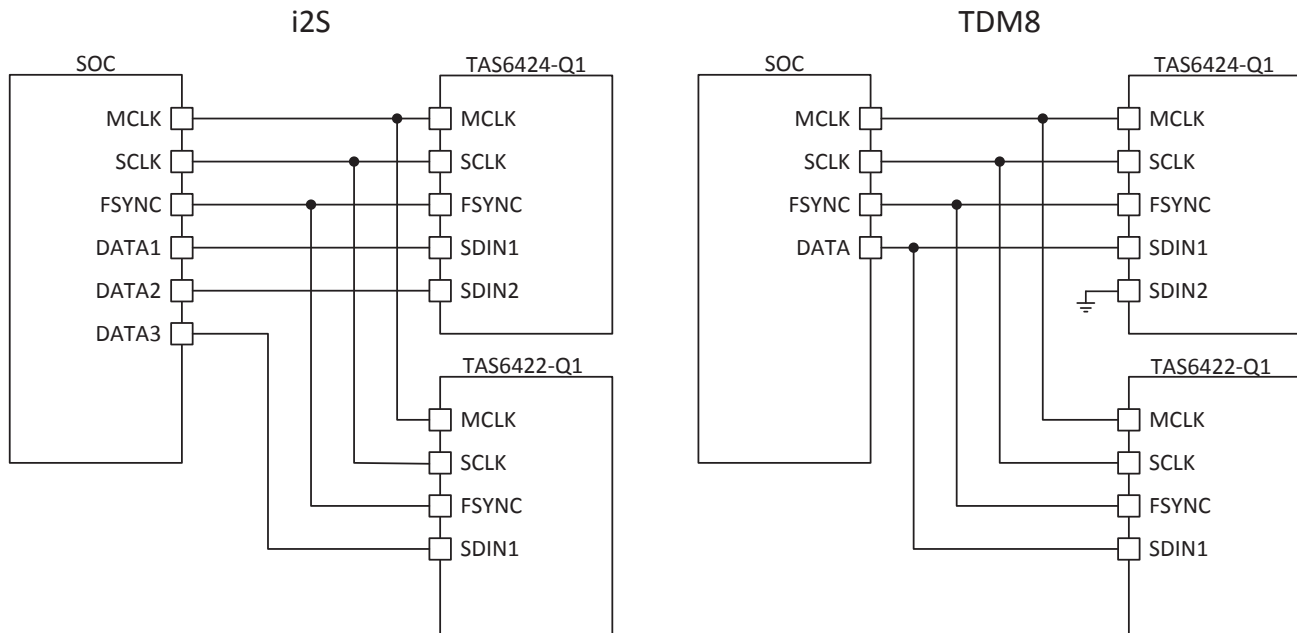 i2S
SOC
MCLK
SCLK
FSYNC
DATA1
DATA2
DATA3
TAS6424-Q1
MCLK
SCLK
FSYNC
SDIN1
SDIN2
TAS6422-Q1
MCLK
SCLK
FSYNC
SDIN1
TDM8
SOC
MCLK
SCLK
FSYNC
DATA
TAS6424-Q1
MCLK
SCLK
FSYNC
SDIN1
SDIN2
TAS6422-Q1
MCLK
SCLK
FSYNC
SDIN1